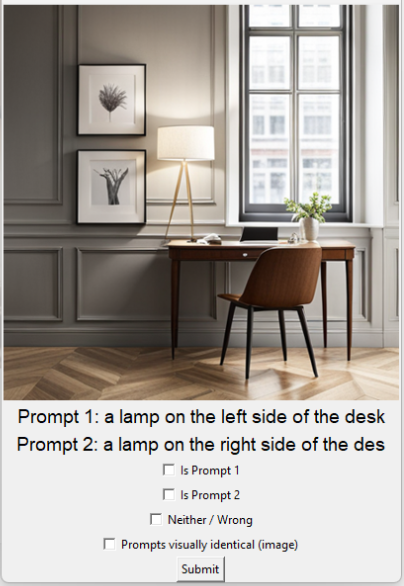 Prompt 1: a lamp on the left side of the desk
Prompt 2: a lamp on the right side of the des
Is Prompt 1
Is Prompt 2
Neither / Wrong
Prompts visually identical (image)
Submit